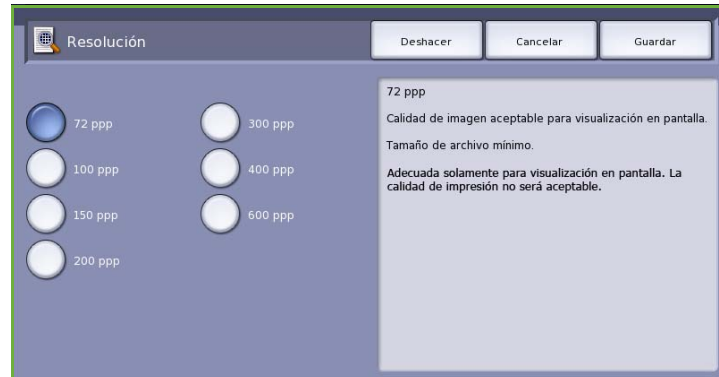 Resolución
Deshacer
Cancelar
Guardar
72 ppp
300 ppp
100 ppp
400 ppp
150 ppp
600 ppp
200 ppp
72 ppp
Calidad de imagen aceptable para visualización en pantalla.
Tamaño de archivo mínimo.
Adecuada solamente para visualización en pantalla. La
calidad de impresión no será aceptable.